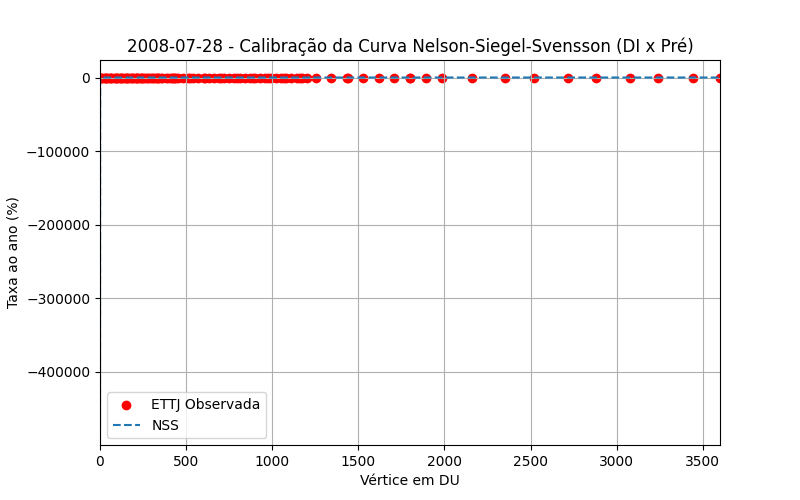 2008-07-28 - Calibração da Curva Nelson-Siegel-Svensson (DI x Pré)
Taxa ao ano (%)
0
−100000
−200000
−300000
−400000
ETTJ Observada
NSS
0 500 1000 1500 2000 2500 3000 3500
Vértice em DU